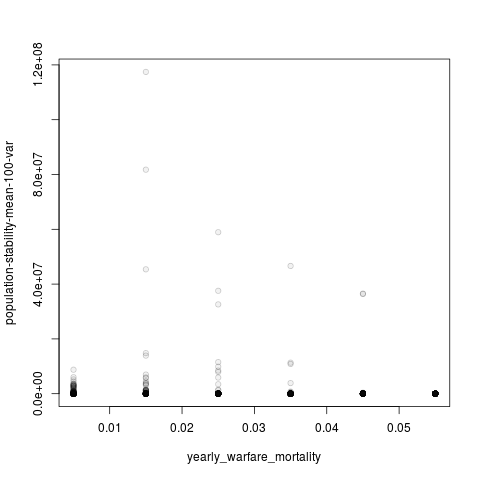 population-stability-mean-100-var
1.2e+08
8.0e+07
4.0e+07
0.0e+00
0.01 0.02 0.03 0.04 0.05
yearly_warfare_mortality